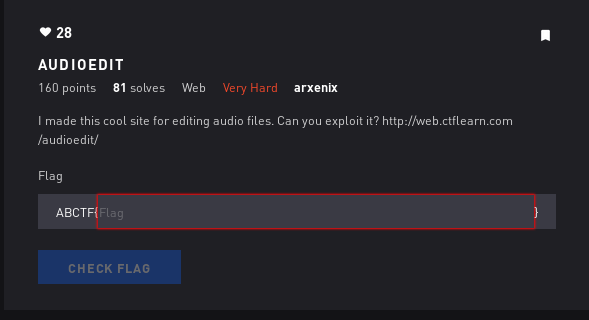 28
AUDIOEDIT
160 points 81 solves Web Very Hard arxenix
I made this cool site for editing audio files. Can you exploit it? http://web.ctflearn.com
/audioedit/
Flag
ABCTF{Flag}
CHECK FLAG